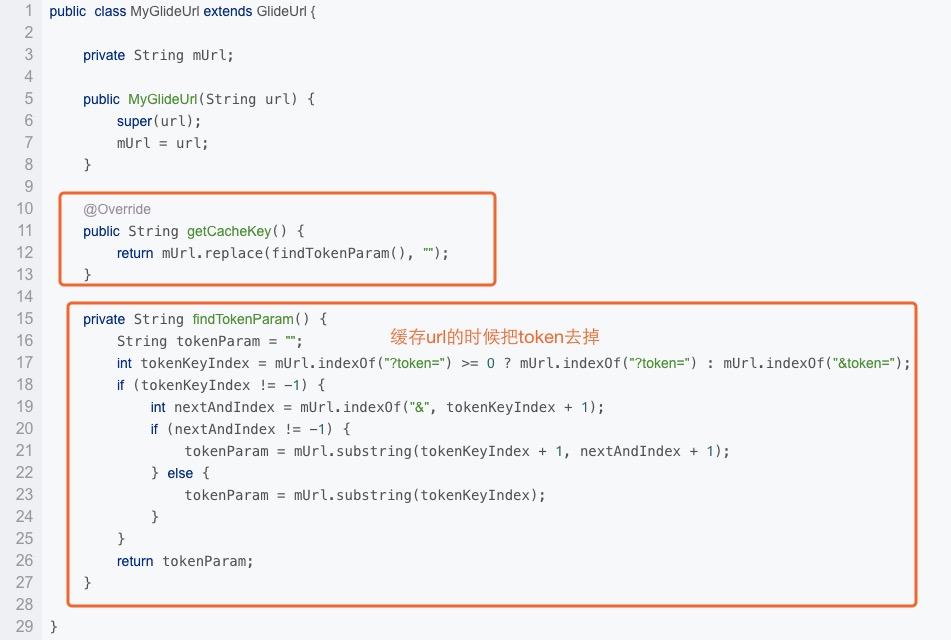 1 public class MyGlideUrl extends GlideUrl {
2
3     private String mUrl;
4
5     public MyGlideUrl(String url) {
6         super(url);
7         mUrl = url;
8     }
9
10     @Override
11     public String getCacheKey() {
12         return mUrl.replace(findTokenParam(), "");
13     }
14
15     private String findTokenParam() {
16         String tokenParam = "";
缓存url的时候把token去掉
17         int tokenKeyIndex = mUrl.indexOf("?token=") >= 0 ? mUrl.indexOf("?token=") : mUrl.indexOf("&token=");
18         if (tokenKeyIndex != -1) {
19             int nextAndIndex = mUrl.indexOf("&", tokenKeyIndex + 1);
20             if (nextAndIndex != -1) {
21                 tokenParam = mUrl.substring(tokenKeyIndex + 1, nextAndIndex + 1);
22             } else {
23                 tokenParam = mUrl.substring(tokenKeyIndex);
24             }
25         }
26         return tokenParam;
27     }
28
29 }